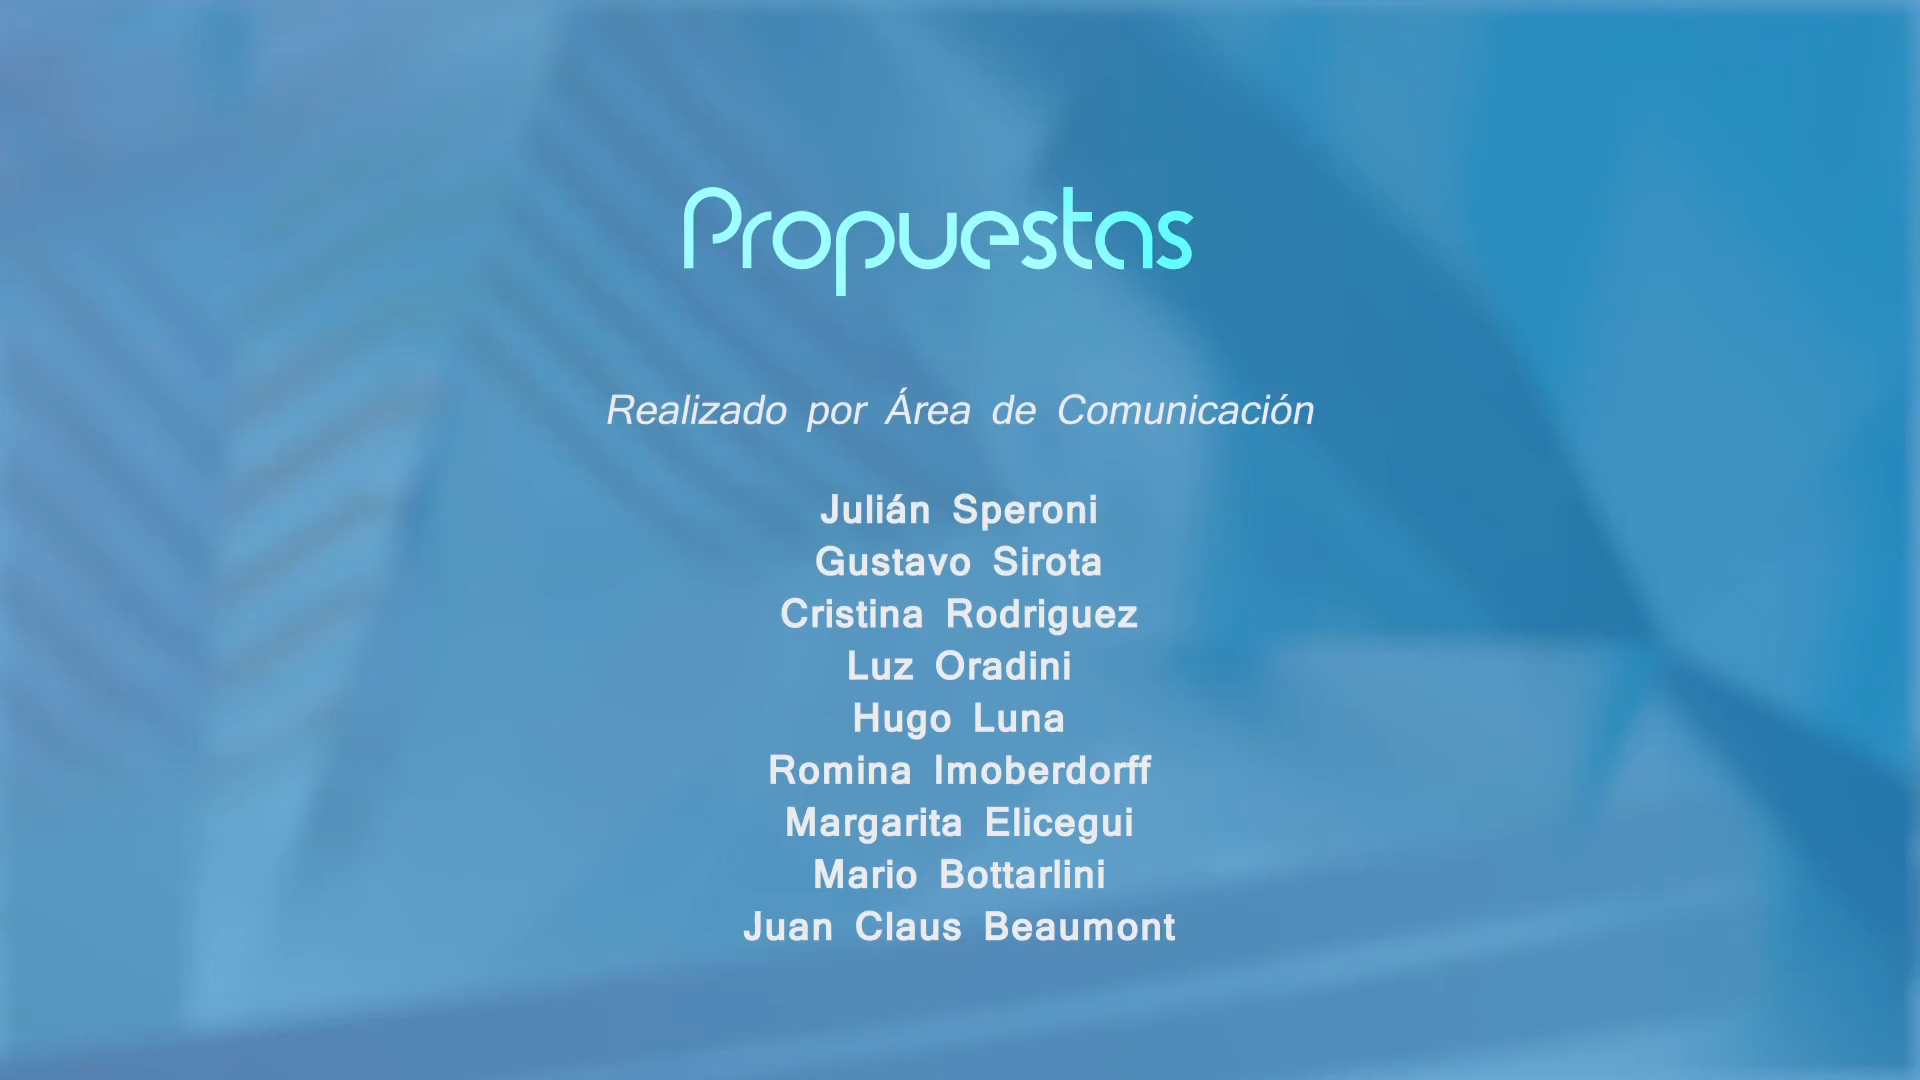 Propuestas
Realizado por Área de Comunicación
Julián Speroni
Gustavo Sirota
Cristina Rodriguez
Luz Oradini
Hugo Luna
Romina Imoberdorff
Margarita Elicegui
Mario Bottarlini
Juan Claus Beaumont